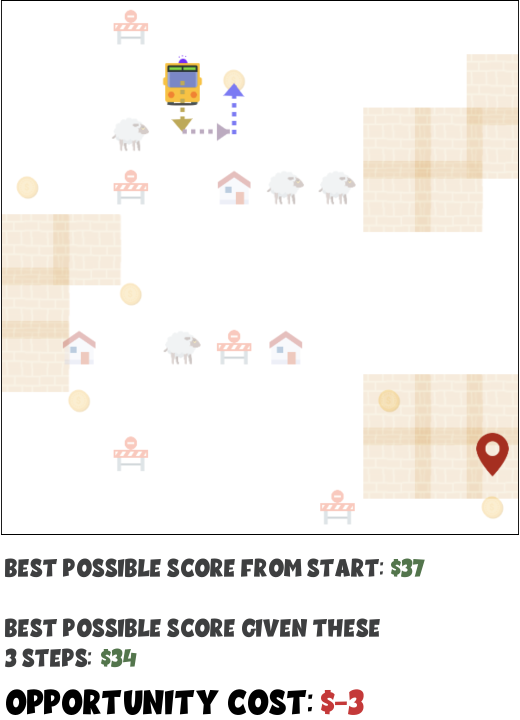 BEST POSSIBLE SCORE FROM START: $37
BEST POSSIBLE SCORE GIVEN THESE
3 STEPS: $34
OPPORTUNITY COST: $-3